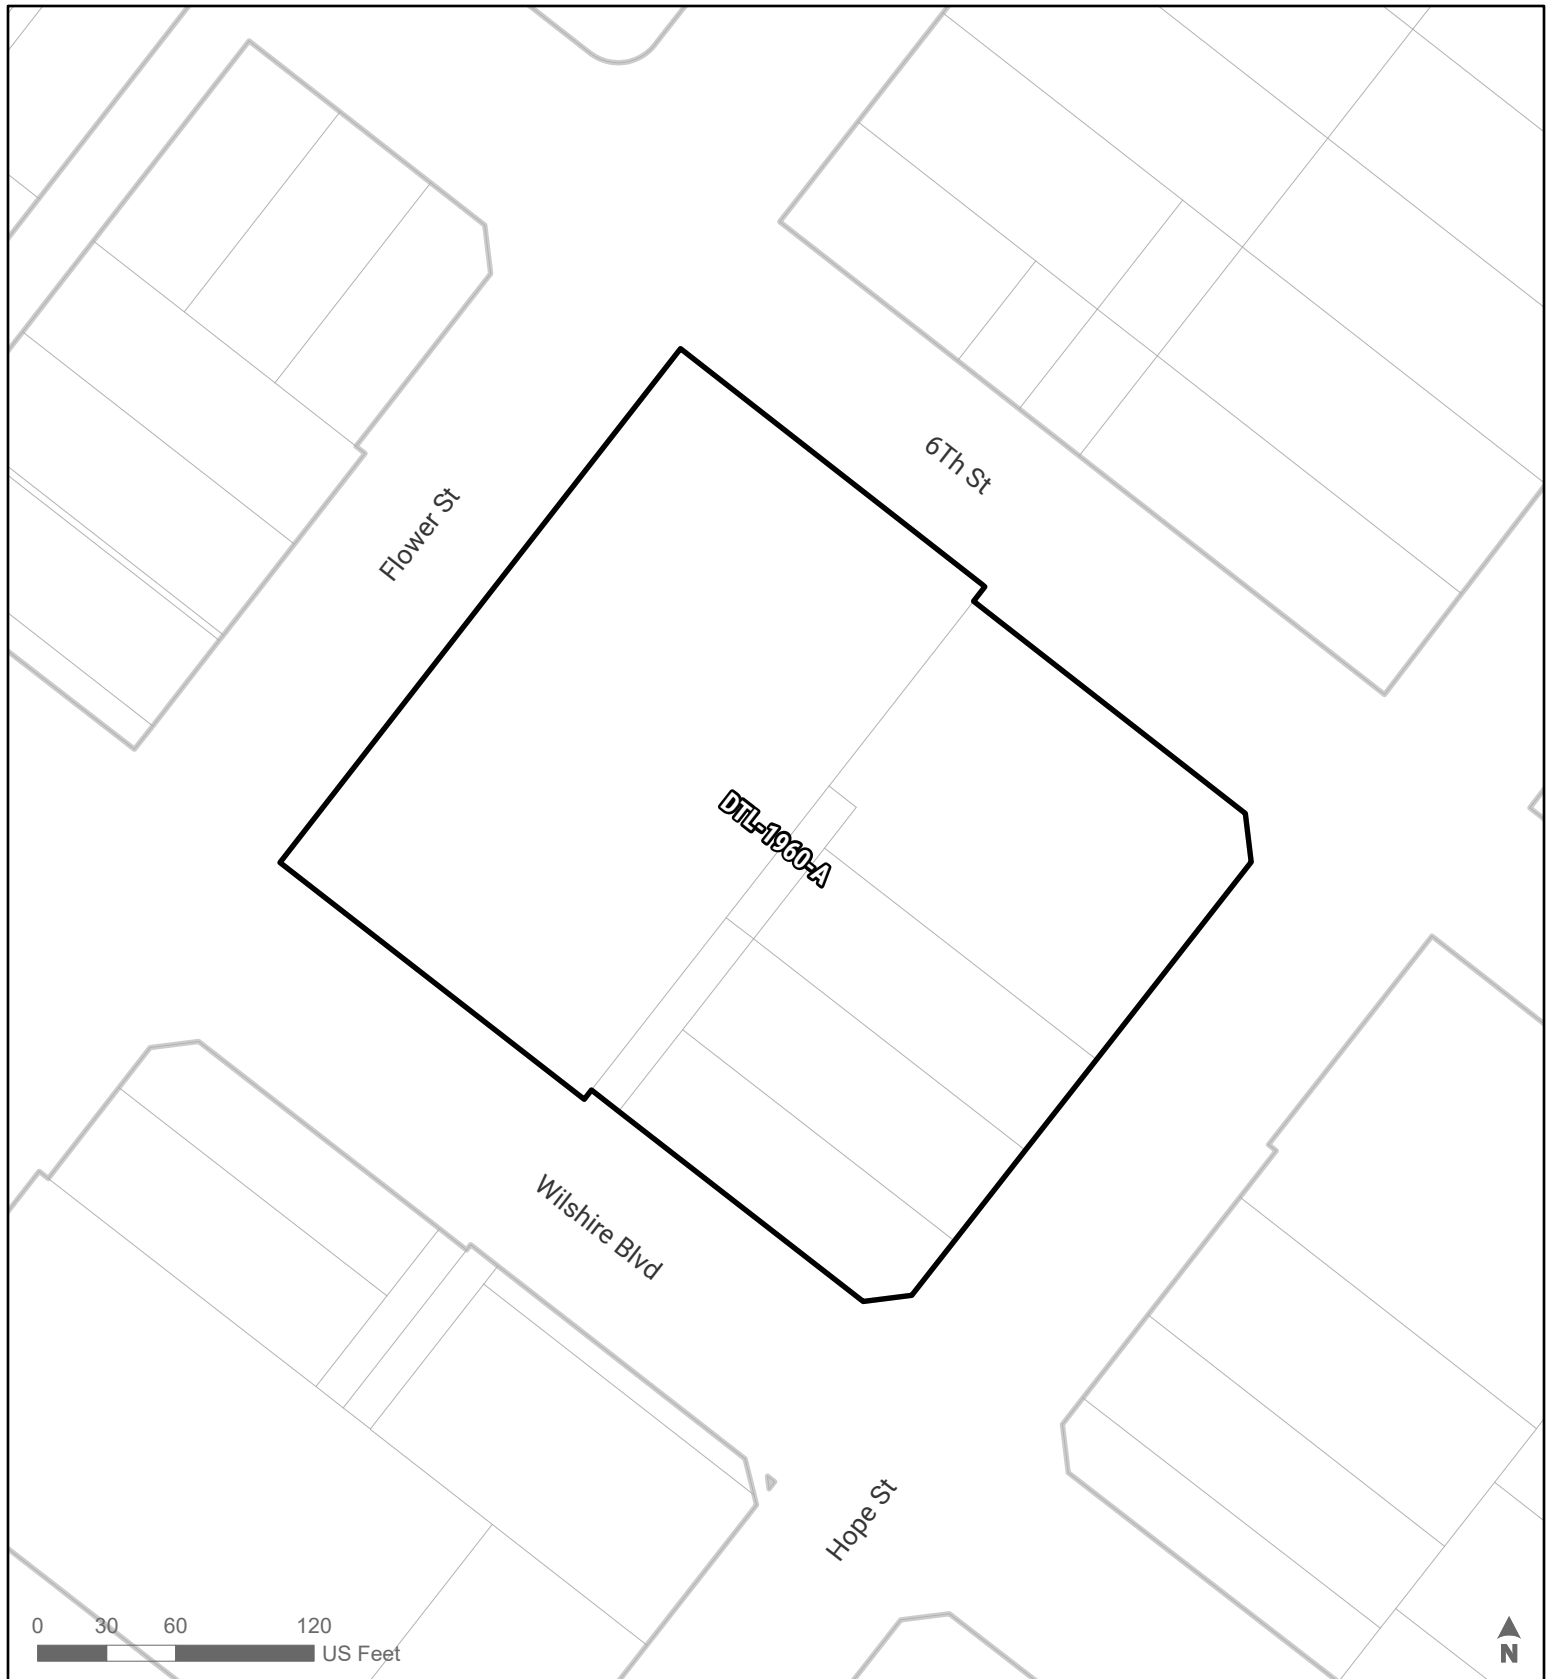 6Th St
Flower St
DTL-1960-A
Wilshire Blvd
Hope St
0 30 60 120
US Feet
N